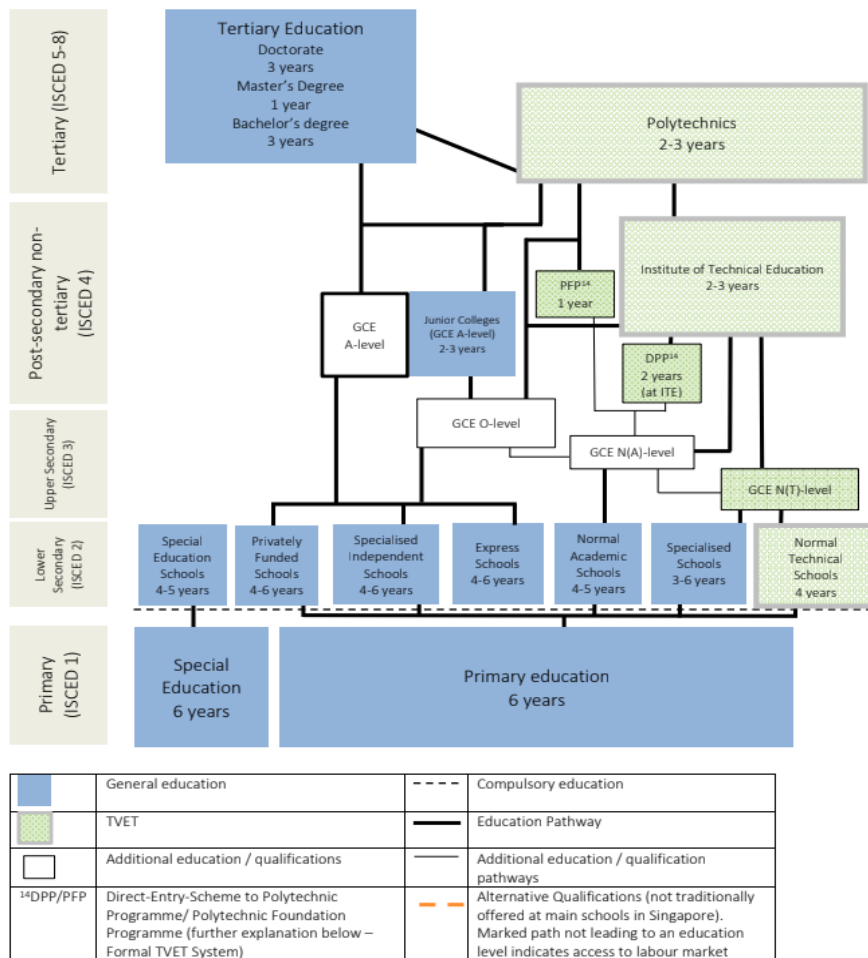 Tertiary (ISCED 5-8)
Tertiary Education
Doctorate
3 years
Master's Degree
1 year
Bachelor's degree
3 years
Polytechnics
2-3 years
Post-secondary non-
tertiary
(ISCED 4)
Institute of Technical Education
2-3 years
PFP¹⁴
1 year
GCE
A-level
Junior Colleges
(GCE A-level)
2-3 years
DPP¹⁴
2 years
(at ITE)
Upper Secondary
(ISCED 3)
GCE O-level
GCE N(A)-level
GCE N(T)-level
Lower
Secondary
(ISCED 2)
Special
Education
Schools
4-5 years
Privately
Funded
Schools
4-6 years
Specialised
Independent
Schools
4-6 years
Express
Schools
4-6 years
Normal
Academic
Schools
4-5 years
Specialised
Schools
3-6 years
Normal
Technical
Schools
4 years
Primary
(ISCED 1)
Special
Education
6 years
Primary education
6 years
General education
Compulsory education
TVET
Education Pathway
Additional education / qualifications
Additional education / qualification
pathways
¹⁴DPP/PFP
Direct-Entry-Scheme to Polytechnic
Programme/ Polytechnic Foundation
Programme (further explanation below –
Formal TVET System)
Alternative Qualifications (not traditionally
offered at main schools in Singapore).
Marked path not leading to an education
level indicates access to labour market